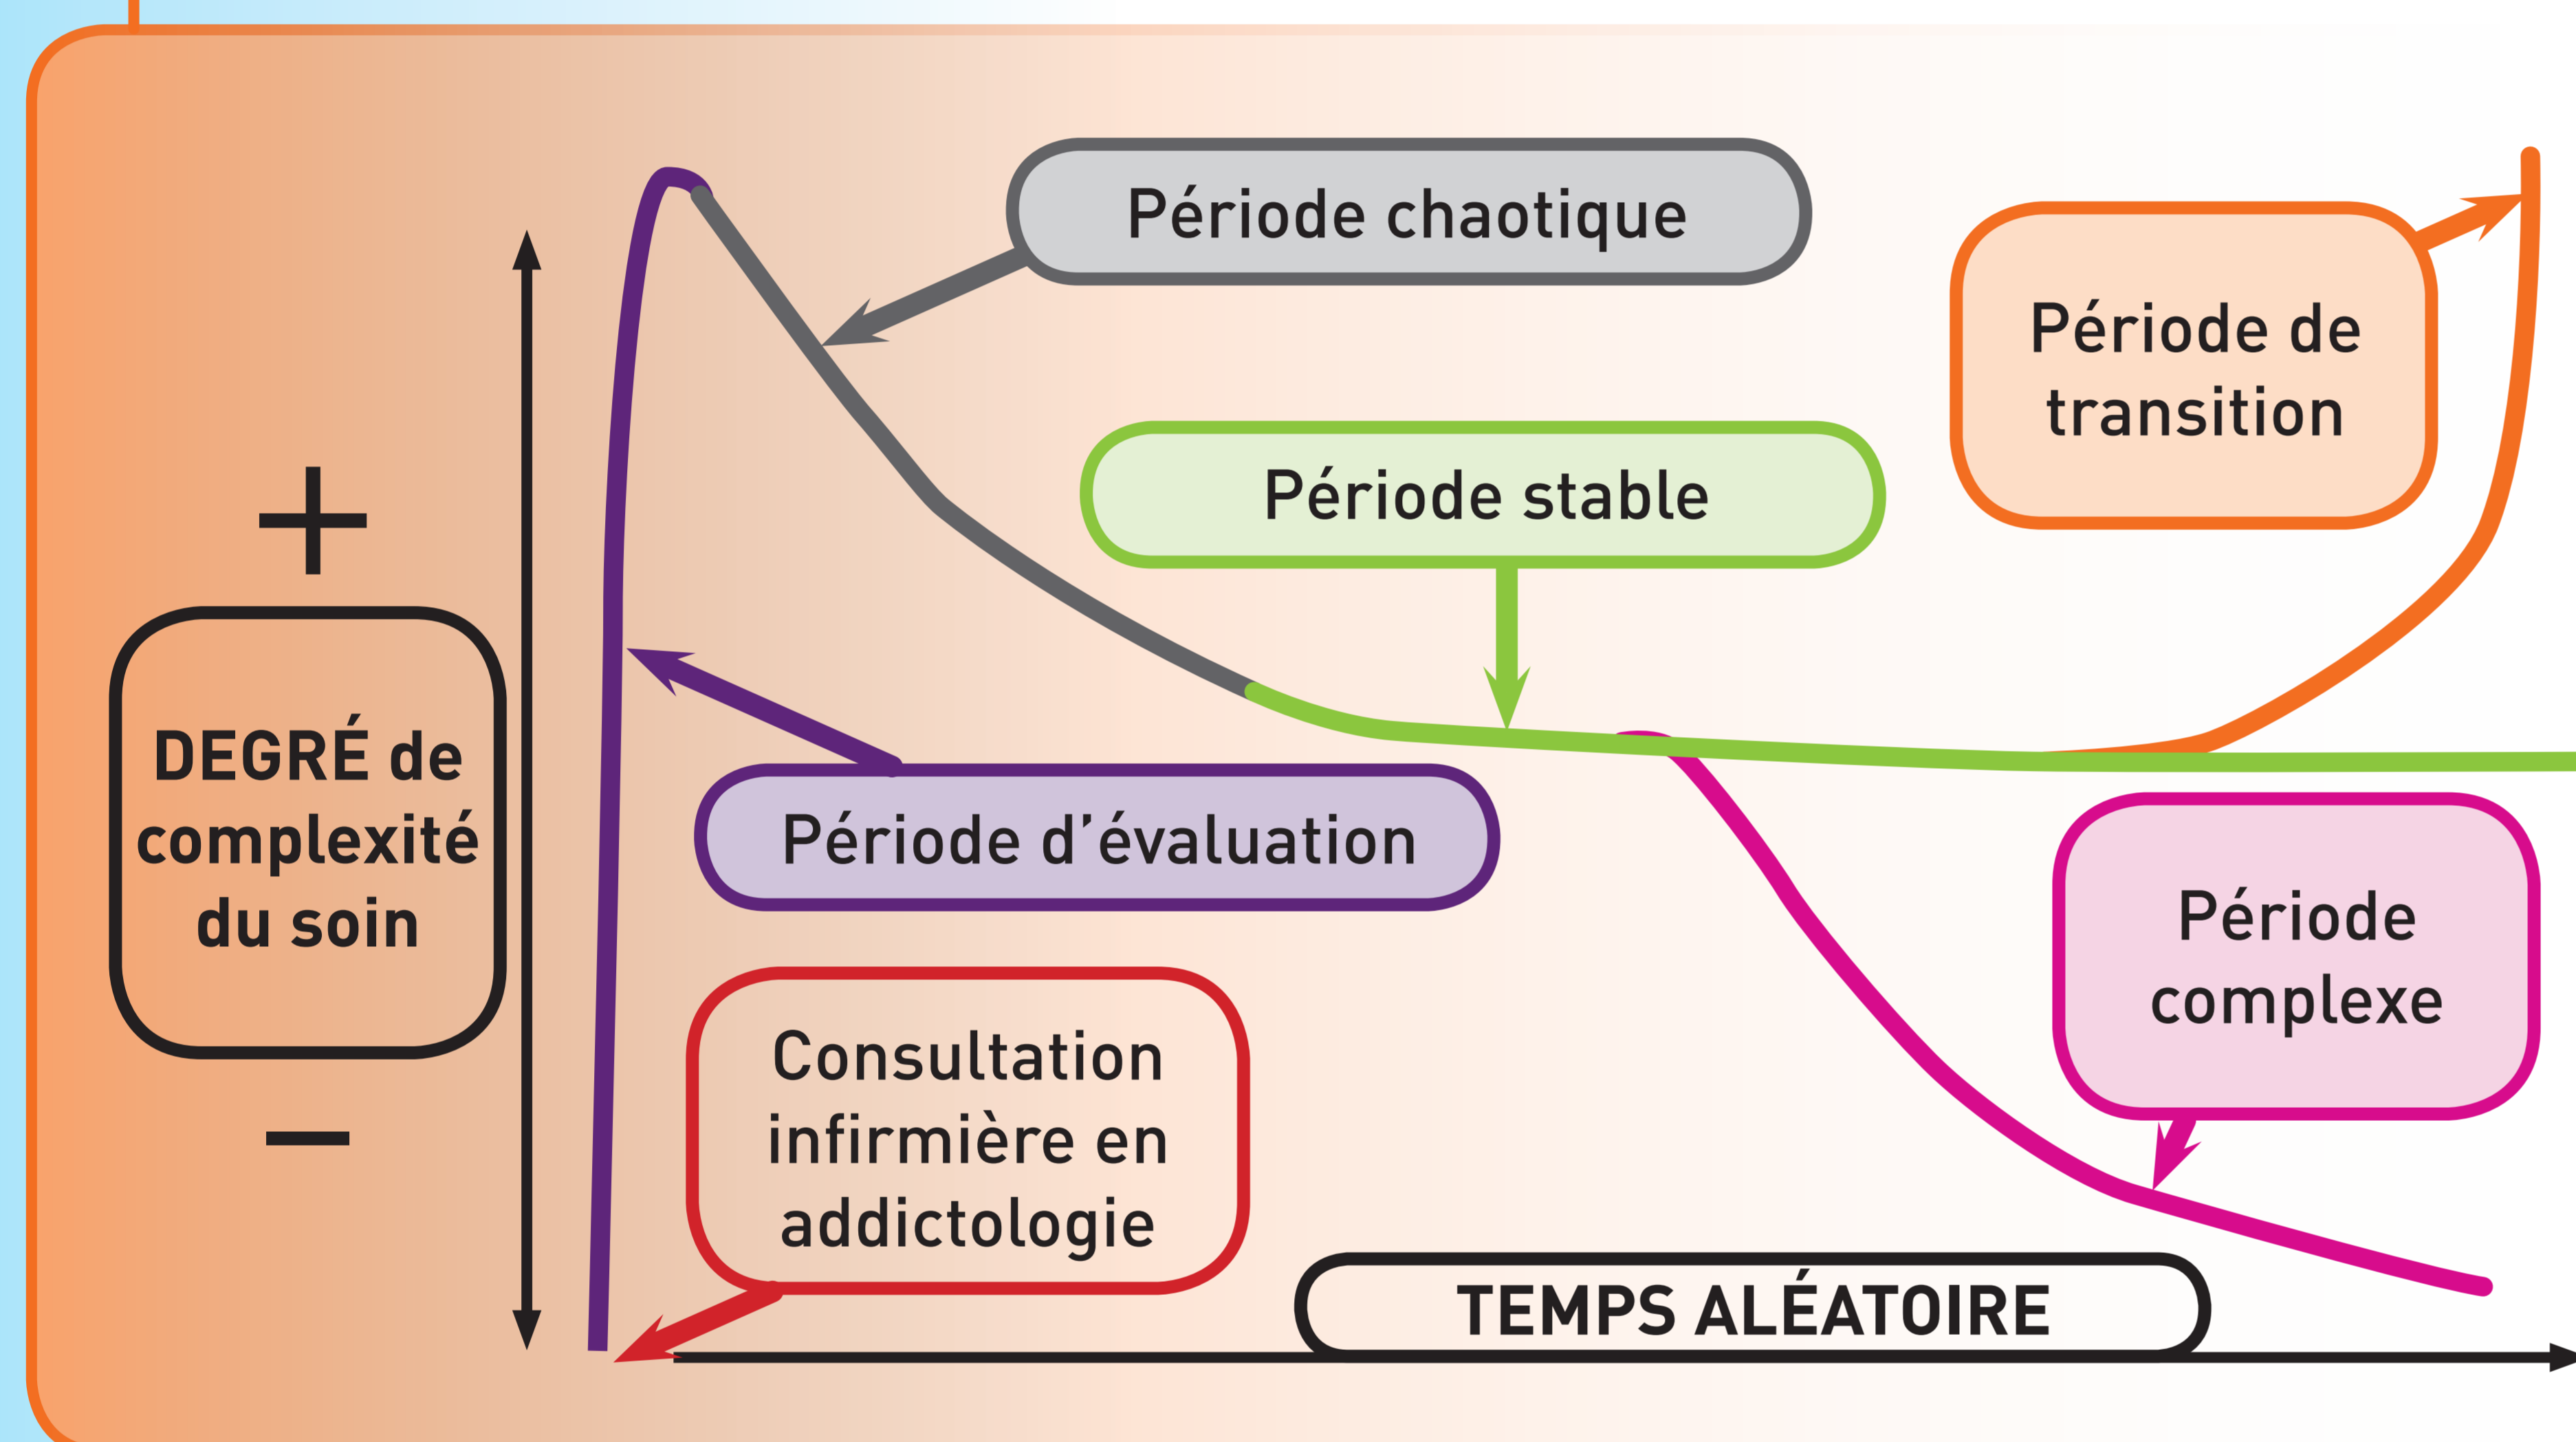 Période chaotique
Période de
transition
Période stable
+
DEGRÉ de
complexité
du soin
−
Période d’évaluation
Période
complexe
Consultation
infirmière en
addictologie
TEMPS ALÉATOIRE